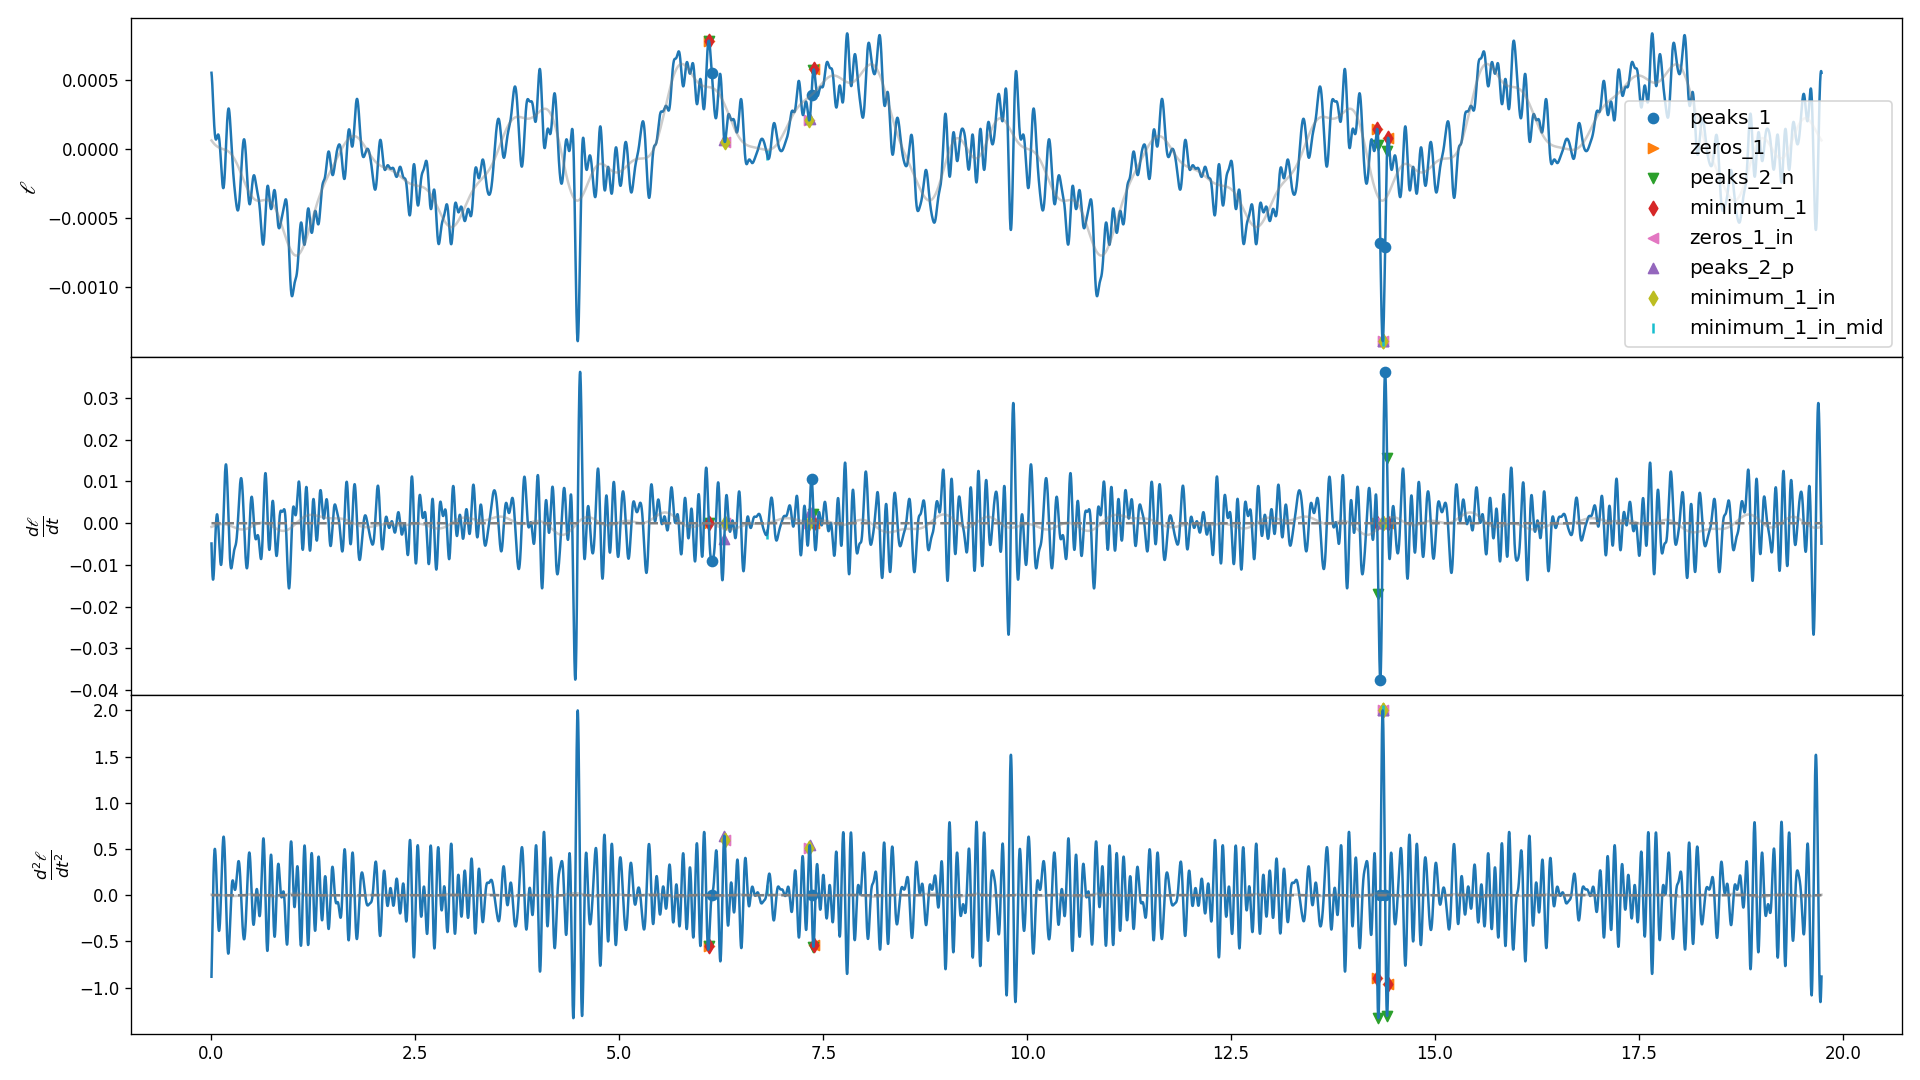 0.0005
0.0000
−0.0005
−0.0010
ℓ
peaks_1
zeros_1
peaks_2_n
minimum_1
zeros_1_in
peaks_2_p
minimum_1_in
minimum_1_in_mid
0.03
0.02
0.01
0.00
−0.01
−0.02
−0.03
−0.04
dℓ
dt
2.0
1.5
1.0
0.5
0.0
−0.5
−1.0
d²ℓ
dt²
0.0 2.5 5.0 7.5 10.0 12.5 15.0 17.5 20.0